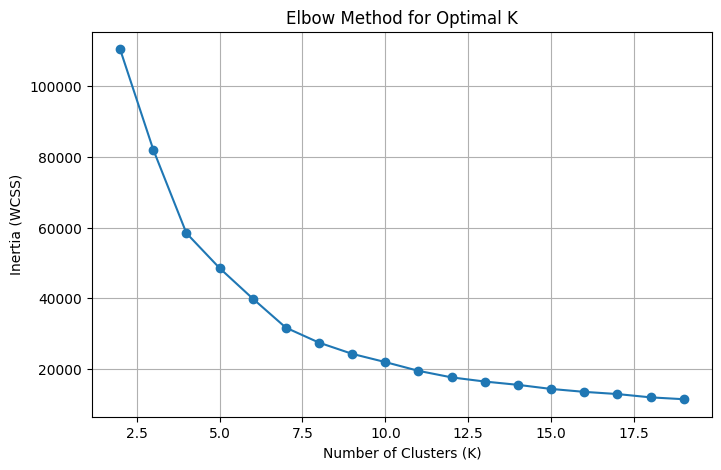 Elbow Method for Optimal K
100000
80000
60000
40000
20000
Inertia (WCSS)
2.5 5.0 7.5 10.0 12.5 15.0 17.5
Number of Clusters (K)